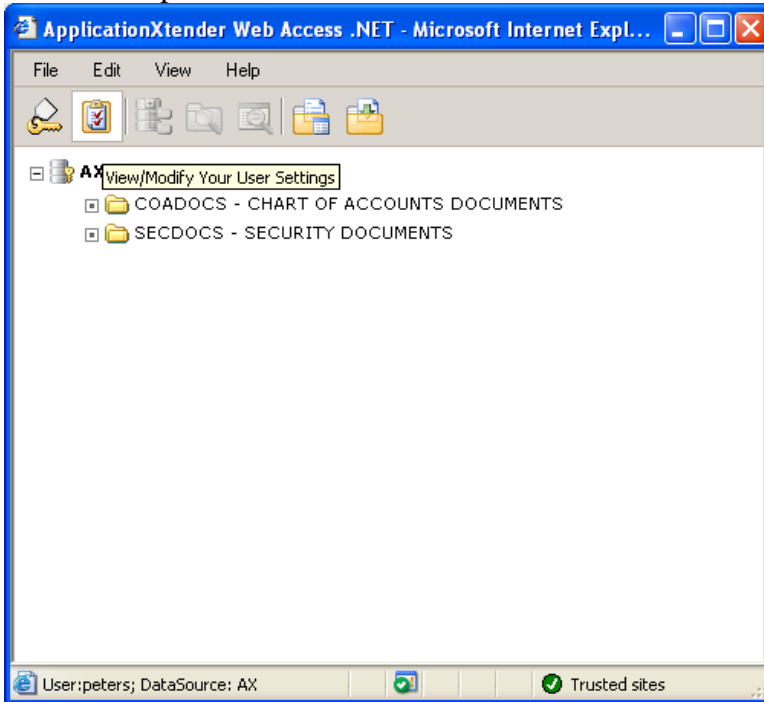 ApplicationXtender Web Access .NET - Microsoft Internet Expl...
File Edit View Help
AX
View/Modify Your User Settings
COADOCS - CHART OF ACCOUNTS DOCUMENTS
SECDOCS - SECURITY DOCUMENTS
User:peters; DataSource: AX Trusted sites